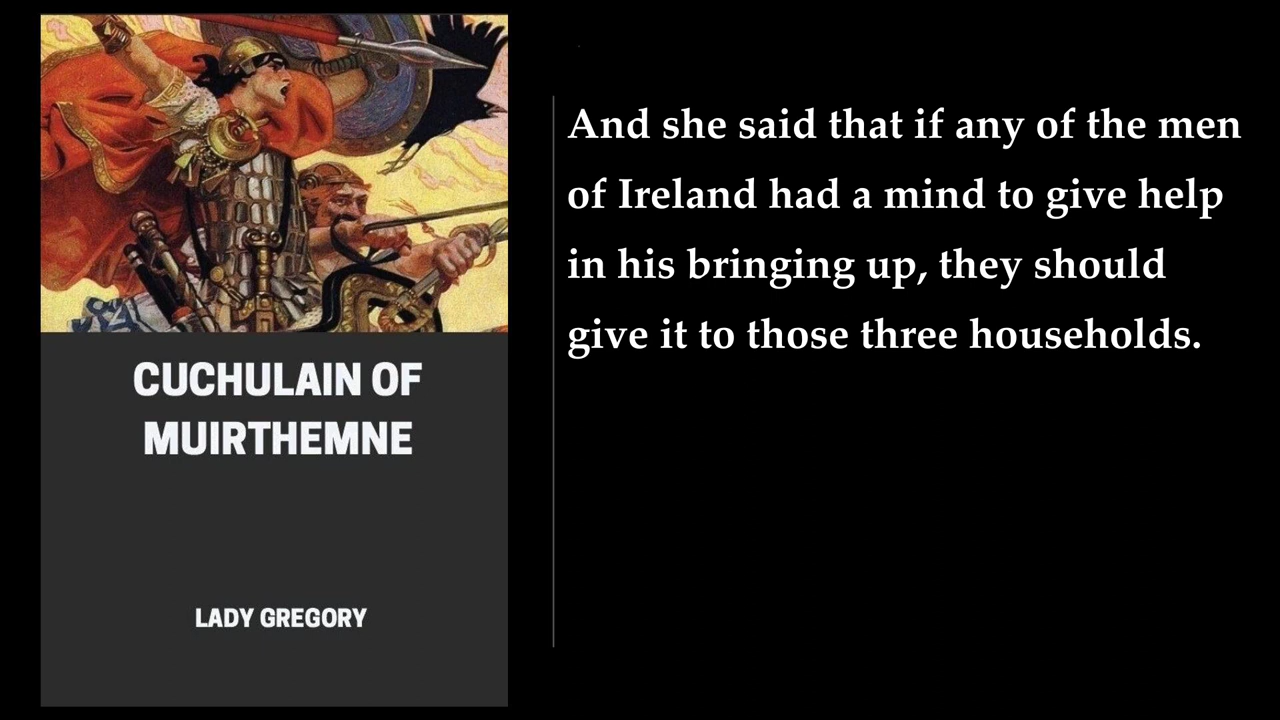 CUCHULAIN OF
MUIRTHEMNE
LADY GREGORY
And she said that if any of the men
of Ireland had a mind to give help
in his bringing up, they should
give it to those three households.